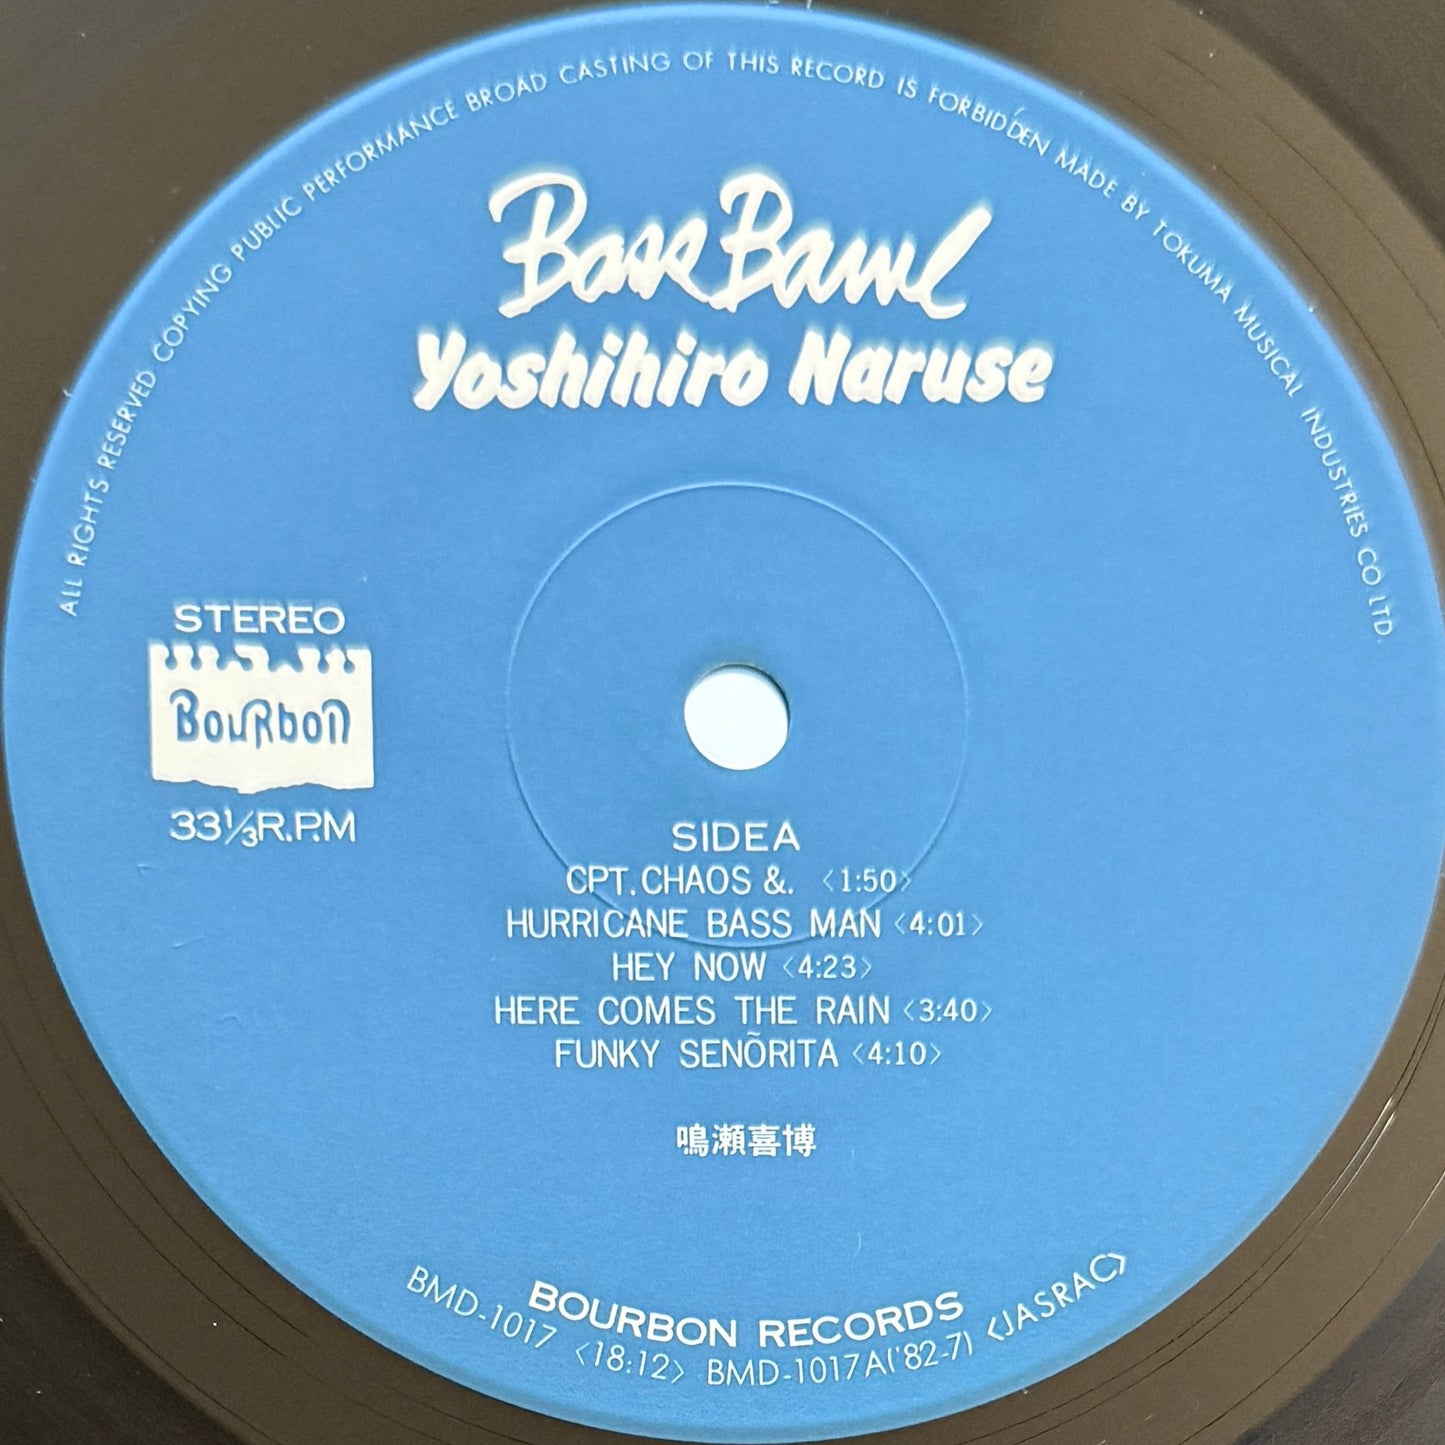 ALL RIGHTS RESERVED COPYING PUBLIC PERFORMANCE BROAD CASTING OF THIS RECORD IS FORBIDDEN MADE BY TOKUMA MUSICAL INDUSTRIES CO. LTD.
Bass Bawl
Yoshihiro Naruse
STEREO
BouRboN
33⅓R.P.M
SIDE A
CPT. CHAOS &. <1:50>
HURRICANE BASS MAN <4:01>
HEY NOW <4:23>
HERE COMES THE RAIN <3:40>
FUNKY SENÕRITA <4:10>
鳴瀬喜博
BOURBON RECORDS
BMD-1017 <18:12> BMD-1017A('82-7) <JASRAC>